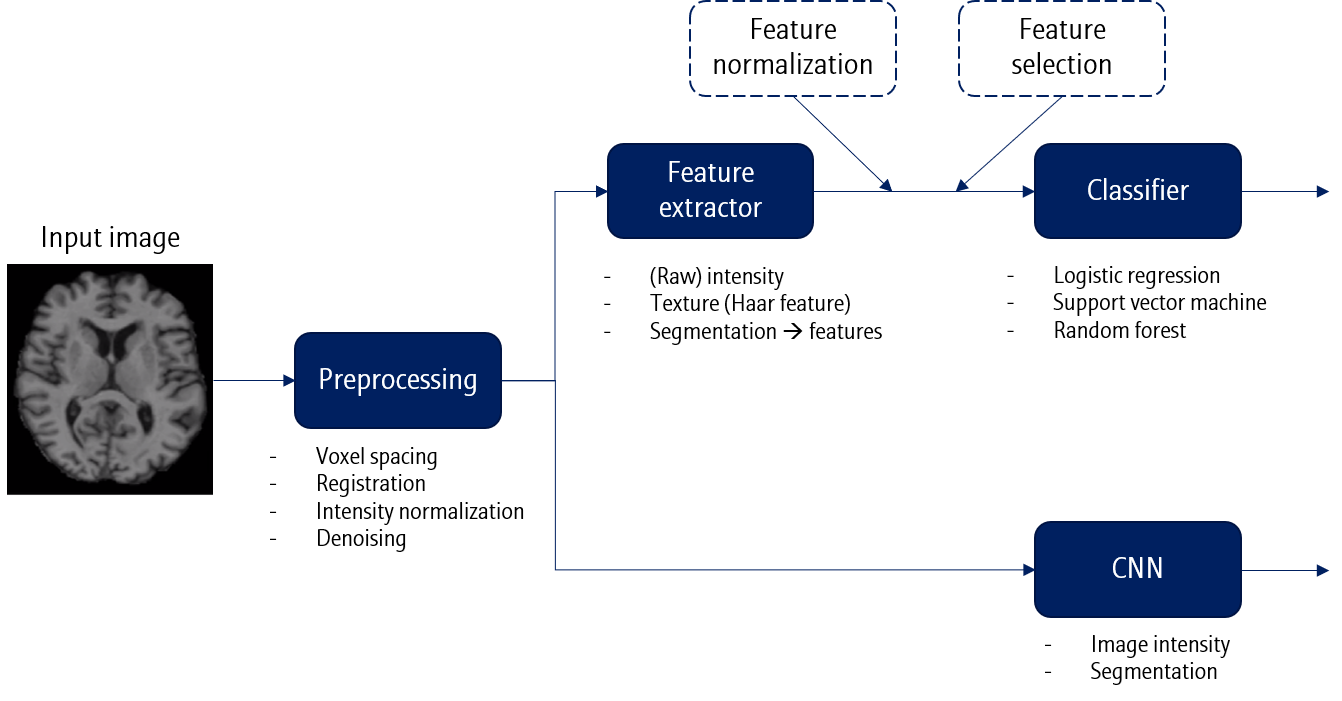 Feature
normalization
Feature
selection
Feature
extractor
Classifier
Input image
- (Raw) intensity
- Texture (Haar feature)
- Segmentation → features
- Logistic regression
- Support vector machine
- Random forest
Preprocessing
- Voxel spacing
- Registration
- Intensity normalization
- Denoising
CNN
- Image intensity
- Segmentation